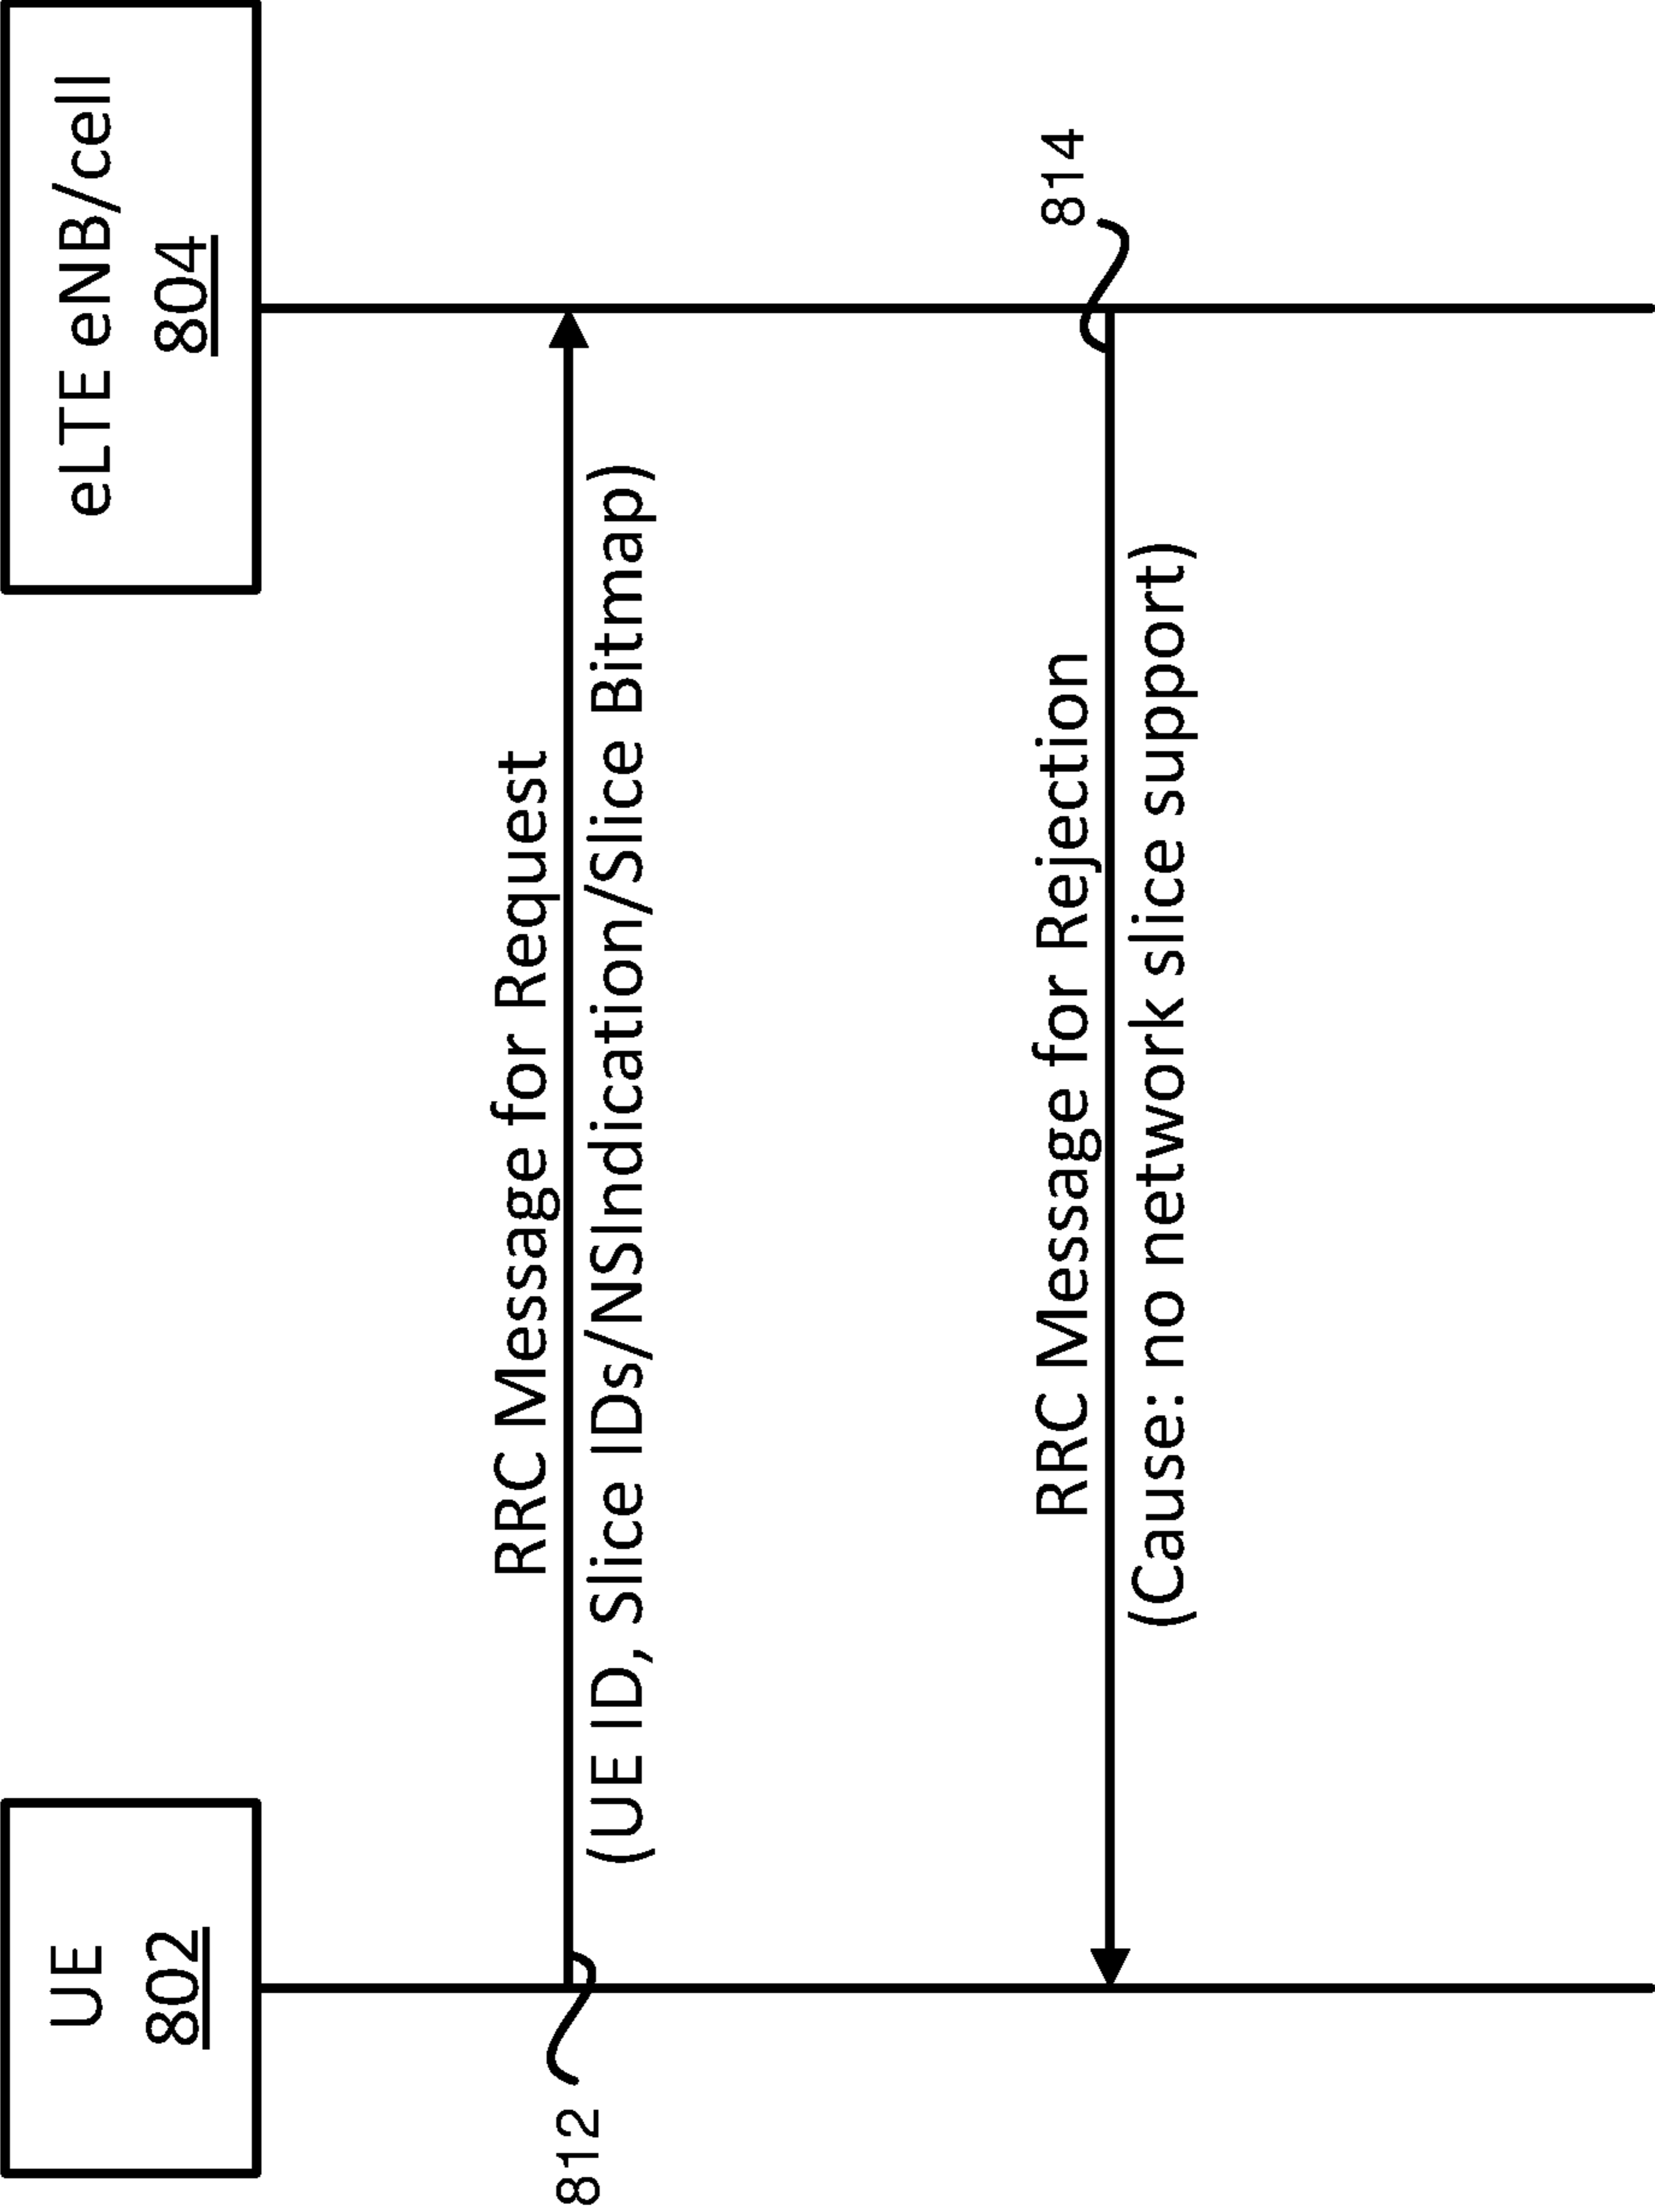 UE
802
eLTE eNB/cell
804
RRC Message for Request
812
(UE ID, Slice IDs/NSIndication/Slice Bitmap)
RRC Message for Rejection
814
(Cause: no network slice support)